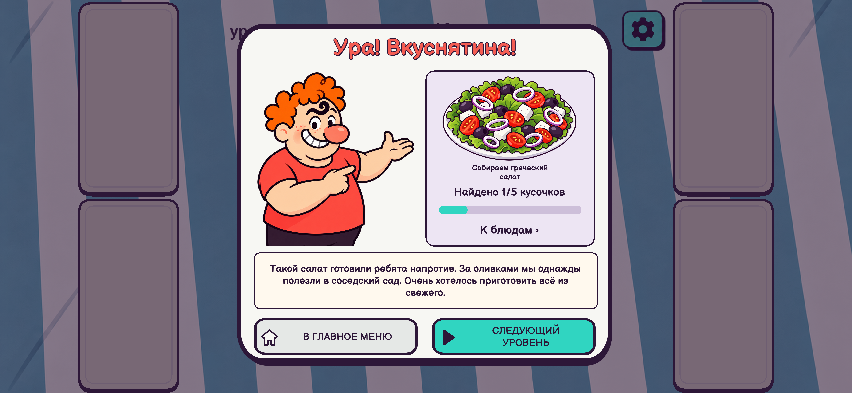 ур
Ура! Вкуснятина!
Собираем греческий
салат
Найдено 1/5 кусочков
К блюдам ›
Такой салат готовили ребята напротив. За оливками мы однажды
полезли в соседский сад. Очень хотелось приготовить всё из
свежего.
В ГЛАВНОЕ МЕНЮ
СЛЕДУЮЩИЙ
УРОВЕНЬ